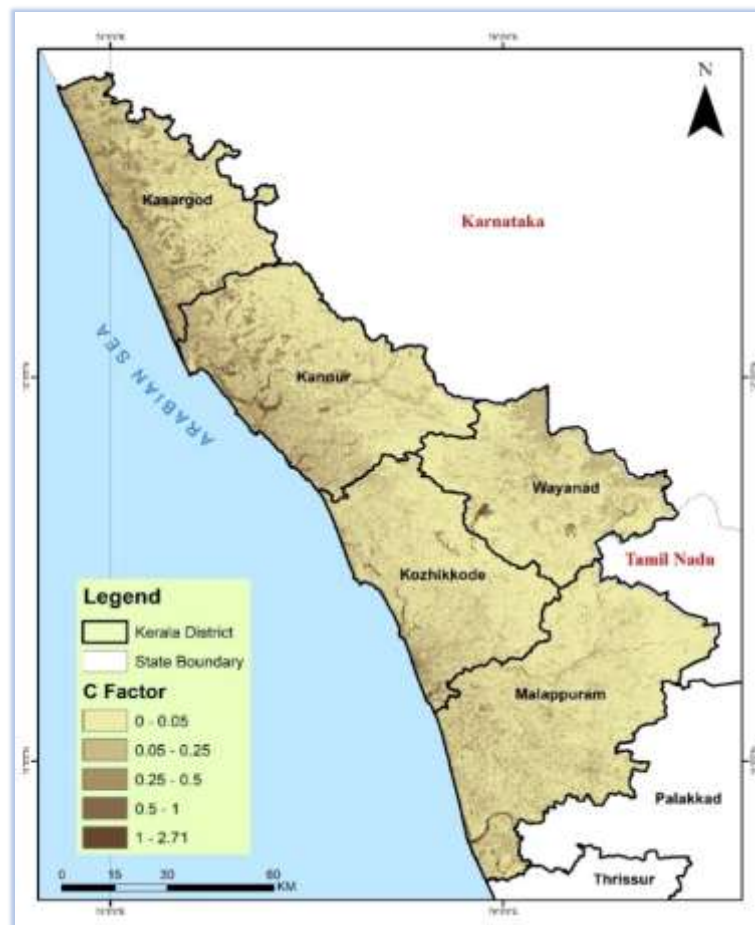 N
Kasargod
Karnataka
ARABIAN SEA
Kannur
Wayanad
Tamil Nadu
Kozhikkode
Malappuram
Palakkad
Thrissur
Legend
Kerala District
State Boundary
C Factor
0 - 0.05
0.05 - 0.25
0.25 - 0.5
0.5 - 1
1 - 2.71
0 15 30 60
KM